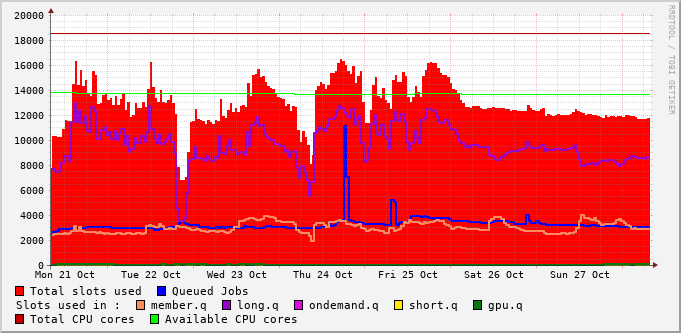 20000
18000
16000
14000
12000
10000
8000
6000
4000
2000
0
Mon 21 Oct Tue 22 Oct Wed 23 Oct Thu 24 Oct Fri 25 Oct Sat 26 Oct Sun 27 Oct
RRDTOOL / TOBI OETIKER
Total slots used Queued Jobs
Slots used in : member.q long.q ondemand.q short.q gpu.q
Total CPU cores Available CPU cores